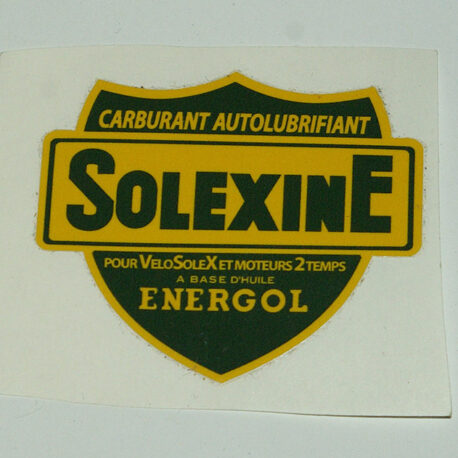 CARBURANT AUTOLUBRIFIANT
SOLEXINE
POUR VELOSOLEX ET MOTEURS 2 TEMPS
A BASE D'HUILE
ENERGOL